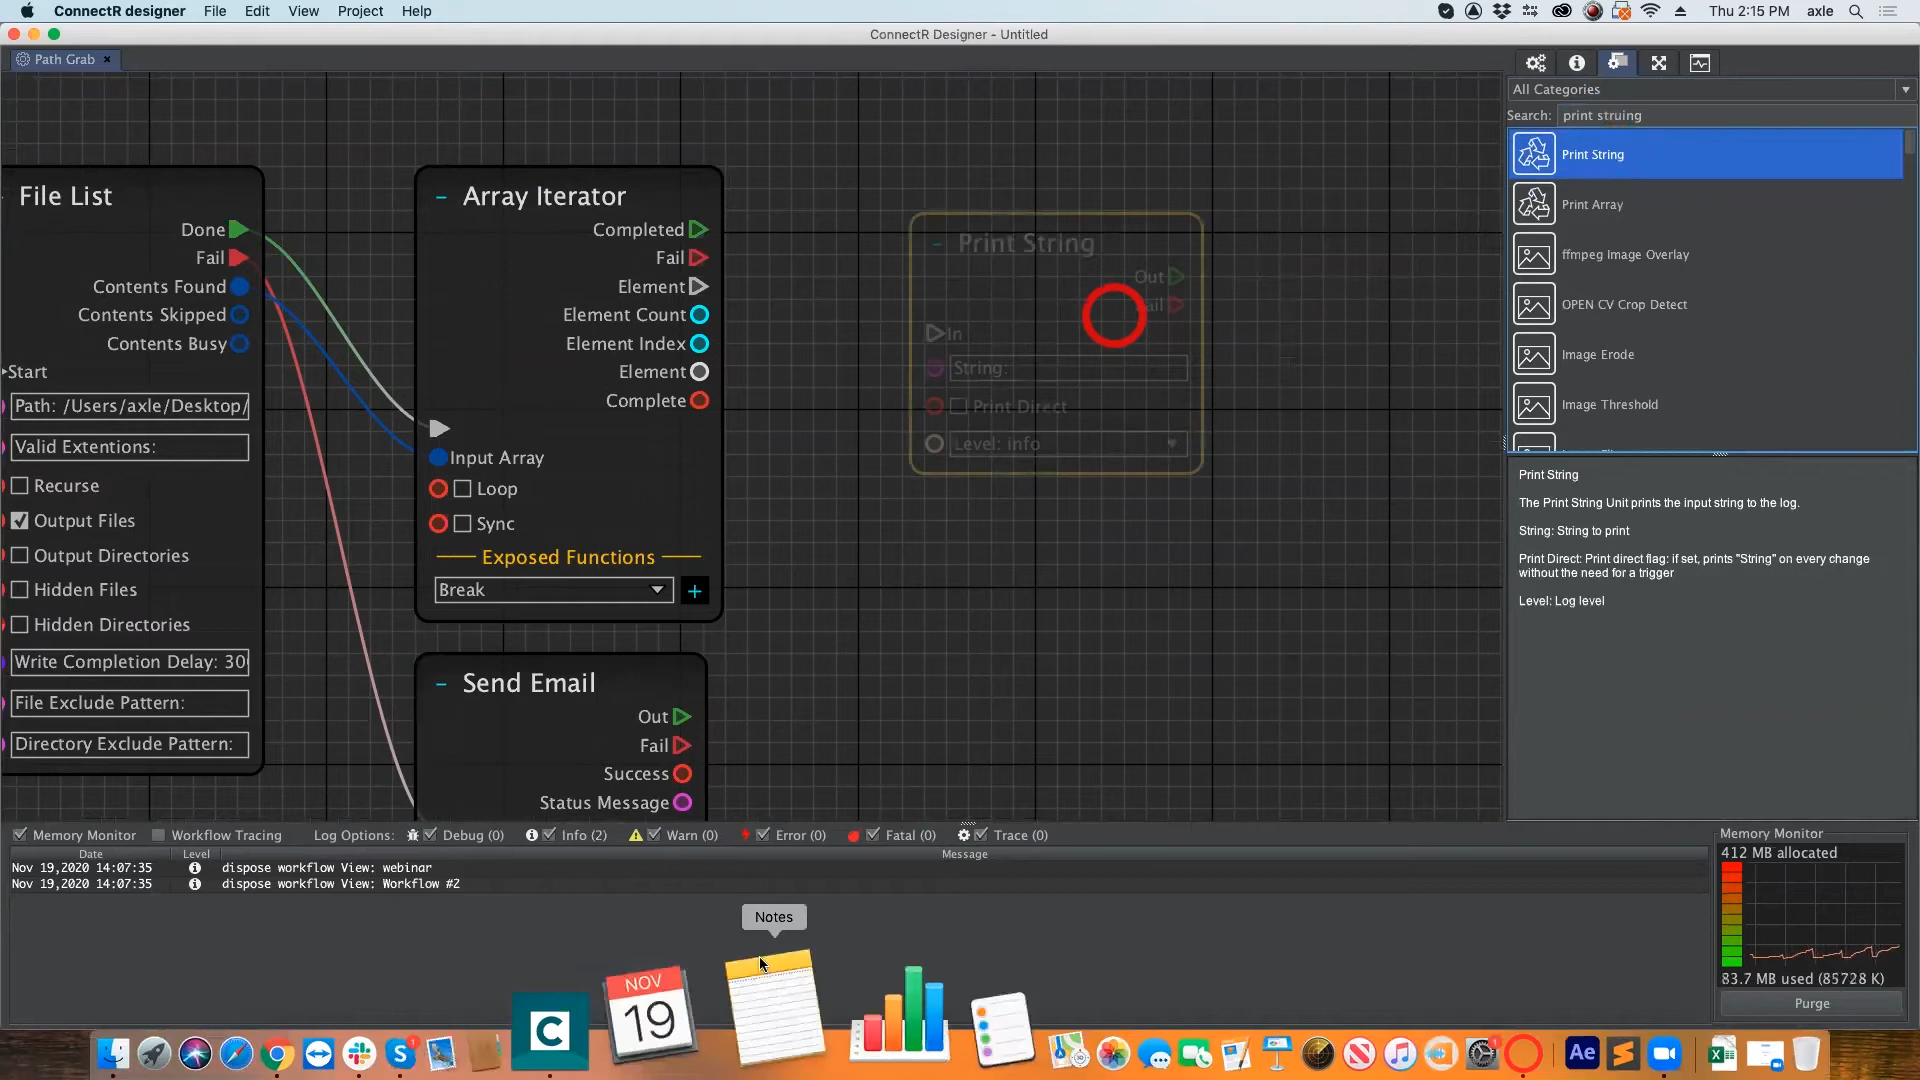 ConnectR designer File Edit View Project Help Thu 2:15 PM axle
ConnectR Designer - Untitled
Path Grab ×
All Categories
Search: print struing
Print String
Print Array
ffmpeg Image Overlay
OPEN CV Crop Detect
Image Erode
Image Threshold
File List
Done
Fail
Contents Found
Contents Skipped
Contents Busy
Start
Path: /Users/axle/Desktop/
Valid Extentions:
Recurse
Output Files
Output Directories
Hidden Files
Hidden Directories
Write Completion Delay: 30
File Exclude Pattern:
Directory Exclude Pattern:
Array Iterator
Completed
Fail
Element
Element Count
Element Index
Element
Complete
Input Array
Loop
Sync
Exposed Functions
Break
Send Email
Out
Fail
Success
Status Message
Print String
Out
In
String:
Print Direct
Level: info
Print String
The Print String Unit prints the input string to the log.
String: String to print
Print Direct: Print direct flag: if set, prints "String" on every change
without the need for a trigger
Level: Log level
Memory Monitor Workflow Tracing Log Options: Debug (0) Info (2) Warn (0) Error (0) Fatal (0) Trace (0)
Date Level Message
Nov 19,2020 14:07:35 dispose workflow View: webinar
Nov 19,2020 14:07:35 dispose workflow View: Workflow #2
Memory Monitor
412 MB allocated
83.7 MB used (85728 K)
Purge
Notes
C
NOV
19
Ae